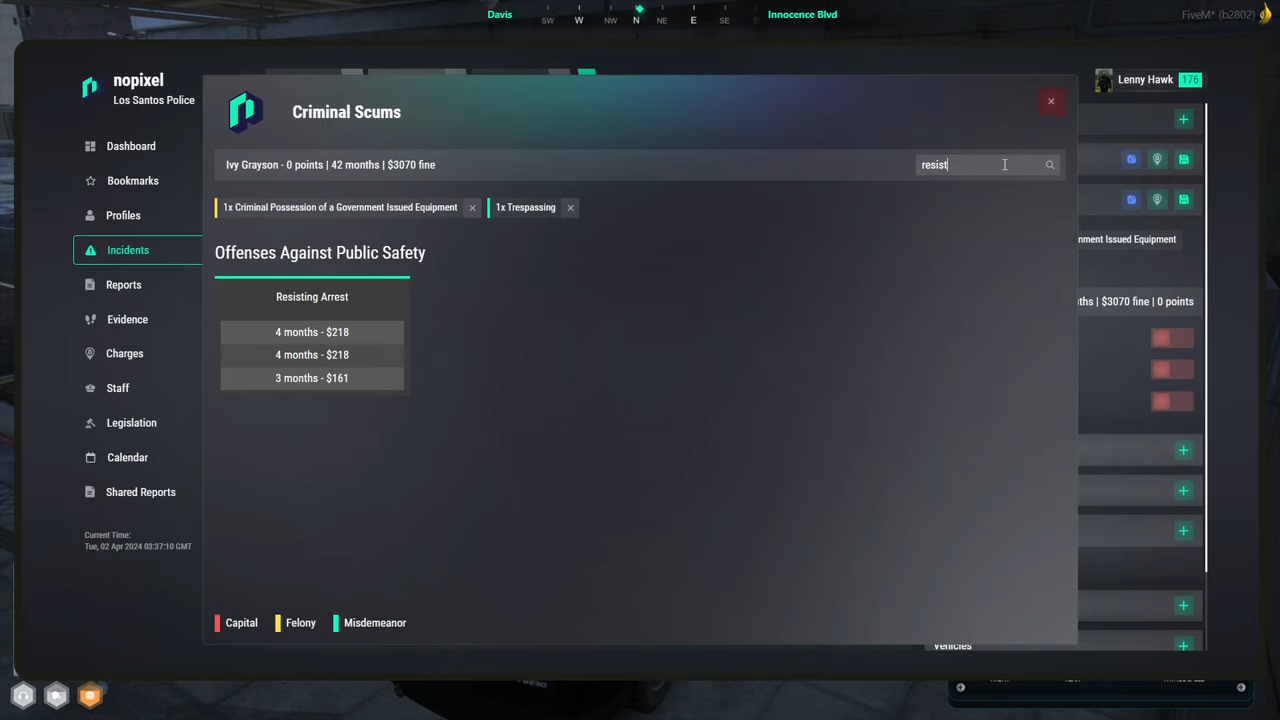 Davis
SW
W
NW
N
NE
E
SE
S
Innocence Blvd
FiveM* (b2802)
nopixel
Los Santos Police
Lenny Hawk 176
Dashboard
Bookmarks
Profiles
Incidents
Reports
Evidence
Charges
Staff
Legislation
Calendar
Shared Reports
Current Time:
Tue, 02 Apr 2024 03:37:10 GMT
Criminal Scums
Ivy Grayson - 0 points | 42 months | $3070 fine
resist
1x Criminal Possession of a Government Issued Equipment
1x Trespassing
Offenses Against Public Safety
Resisting Arrest
4 months - $218
4 months - $218
3 months - $161
Capital
Felony
Misdemeanor
nment Issued Equipment
ths | $3070 fine | 0 points
Vehicles